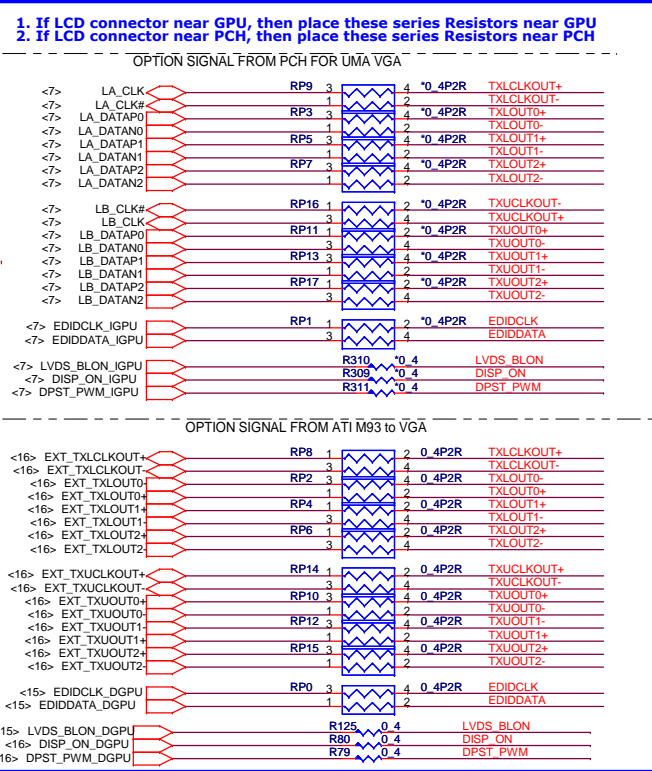 1. If LCD connector near GPU, then place these series Resistors near GPU
2. If LCD connector near PCH, then place these series Resistors near PCH
OPTION SIGNAL FROM PCH FOR UMA VGA
<7> LA_CLK RP9 3 4 *0_4P2R TXLCLKOUT+
<7> LA_CLK# 1 2 TXLCLKOUT-
<7> LA_DATAP0 RP3 3 4 *0_4P2R TXLOUT0+
<7> LA_DATAN0 1 2 TXLOUT0-
<7> LA_DATAP1 RP5 3 4 *0_4P2R TXLOUT1+
<7> LA_DATAN1 1 2 TXLOUT1-
<7> LA_DATAP2 RP7 3 4 *0_4P2R TXLOUT2+
<7> LA_DATAN2 1 2 TXLOUT2-
<7> LB_CLK# RP16 1 2 *0_4P2R TXUCLKOUT-
<7> LB_CLK 3 4 TXUCLKOUT+
<7> LB_DATAP0 RP11 1 2 *0_4P2R TXUOUT0+
<7> LB_DATAN0 3 4 TXUOUT0-
<7> LB_DATAP1 RP13 3 4 *0_4P2R TXUOUT1+
<7> LB_DATAN1 1 2 TXUOUT1-
<7> LB_DATAP2 RP17 1 2 *0_4P2R TXUOUT2+
<7> LB_DATAN2 3 4 TXUOUT2-
<7> EDIDCLK_IGPU RP1 1 2 *0_4P2R EDIDCLK
<7> EDIDDATA_IGPU 3 4 EDIDDATA
<7> LVDS_BLON_IGPU R310 *0_4 LVDS_BLON
<7> DISP_ON_IGPU R309 *0_4 DISP_ON
<7> DPST_PWM_IGPU R311 *0_4 DPST_PWM
OPTION SIGNAL FROM ATI M93 to VGA
<16> EXT_TXLCLKOUT+ RP8 1 2 0_4P2R TXLCLKOUT+
<16> EXT_TXLCLKOUT- 3 4 TXLCLKOUT-
<16> EXT_TXLOUT0- RP2 3 4 0_4P2R TXLOUT0-
<16> EXT_TXLOUT0+ 1 2 TXLOUT0+
<16> EXT_TXLOUT1+ RP4 1 2 0_4P2R TXLOUT1+
<16> EXT_TXLOUT1- 3 4 TXLOUT1-
<16> EXT_TXLOUT2+ RP6 1 2 0_4P2R TXLOUT2+
<16> EXT_TXLOUT2- 3 4 TXLOUT2-
<16> EXT_TXUCLKOUT+ RP14 1 2 0_4P2R TXUCLKOUT+
<16> EXT_TXUCLKOUT- 3 4 TXUCLKOUT-
<16> EXT_TXUOUT0+ RP10 3 4 0_4P2R TXUOUT0+
<16> EXT_TXUOUT0- 1 2 TXUOUT0-
<16> EXT_TXUOUT1- RP12 3 4 0_4P2R TXUOUT1-
<16> EXT_TXUOUT1+ 1 2 TXUOUT1+
<16> EXT_TXUOUT2+ RP15 3 4 0_4P2R TXUOUT2+
<16> EXT_TXUOUT2- 1 2 TXUOUT2-
<15> EDIDCLK_DGPU RP0 3 4 0_4P2R EDIDCLK
<15> EDIDDATA_DGPU 1 2 EDIDDATA
15> LVDS_BLON_DGPU R125 0_4 LVDS_BLON
<16> DISP_ON_DGPU R80 0_4 DISP_ON
16> DPST_PWM_DGPU R79 0_4 DPST_PWM